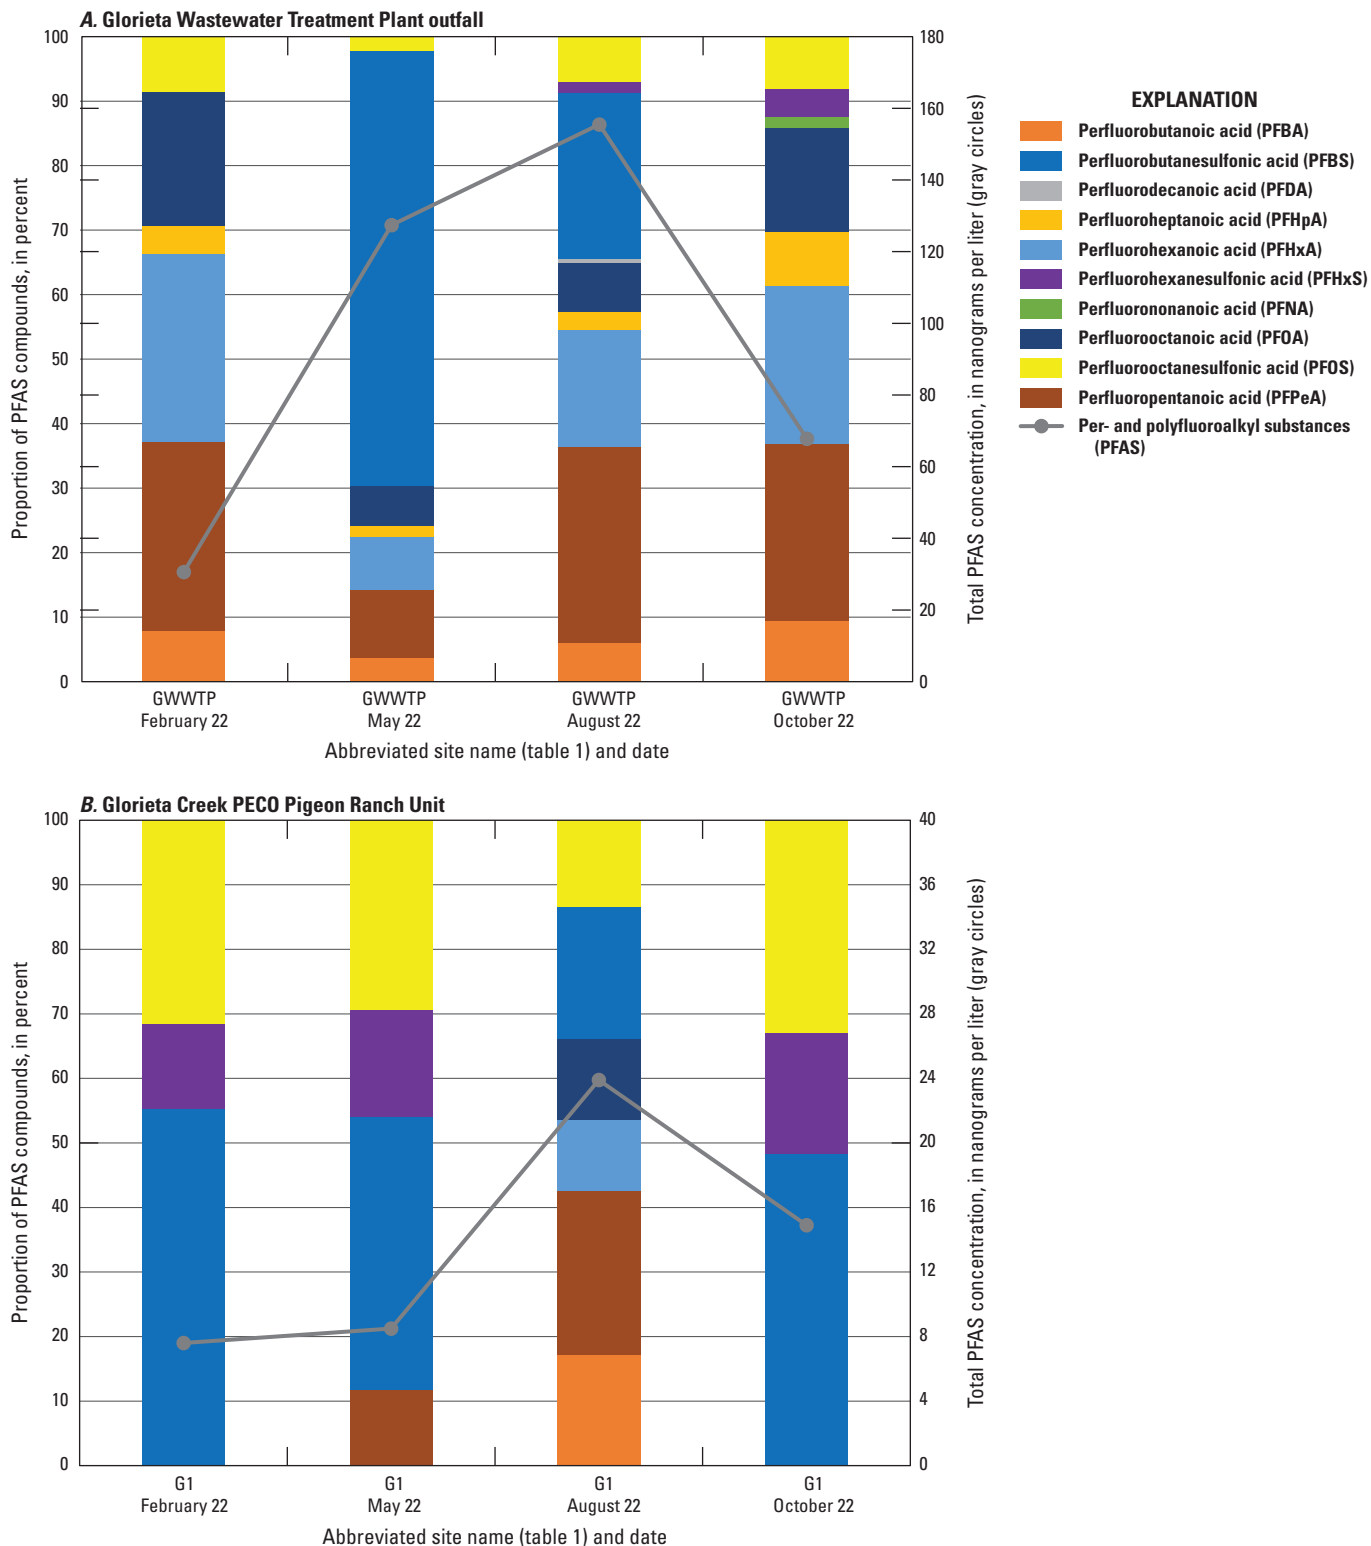 A. Glorieta Wastewater Treatment Plant outfall
100
90
80
70
60
50
40
30
20
10
0
Proportion of PFAS compounds, in percent
180
160
140
120
100
80
60
40
20
0
Total PFAS concentration, in nanograms per liter (gray circles)
GWWTP
February 22
GWWTP
May 22
GWWTP
August 22
GWWTP
October 22
Abbreviated site name (table 1) and date
EXPLANATION
Perfluorobutanoic acid (PFBA)
Perfluorobutanesulfonic acid (PFBS)
Perfluorodecanoic acid (PFDA)
Perfluoroheptanoic acid (PFHpA)
Perfluorohexanoic acid (PFHxA)
Perfluorohexanesulfonic acid (PFHxS)
Perfluorononanoic acid (PFNA)
Perfluorooctanoic acid (PFOA)
Perfluorooctanesulfonic acid (PFOS)
Perfluoropentanoic acid (PFPeA)
Per- and polyfluoroalkyl substances
(PFAS)
B. Glorieta Creek PECO Pigeon Ranch Unit
100
90
80
70
60
50
40
30
20
10
0
Proportion of PFAS compounds, in percent
40
36
32
28
24
20
16
12
8
4
0
Total PFAS concentration, in nanograms per liter (gray circles)
G1
February 22
G1
May 22
G1
August 22
G1
October 22
Abbreviated site name (table 1) and date